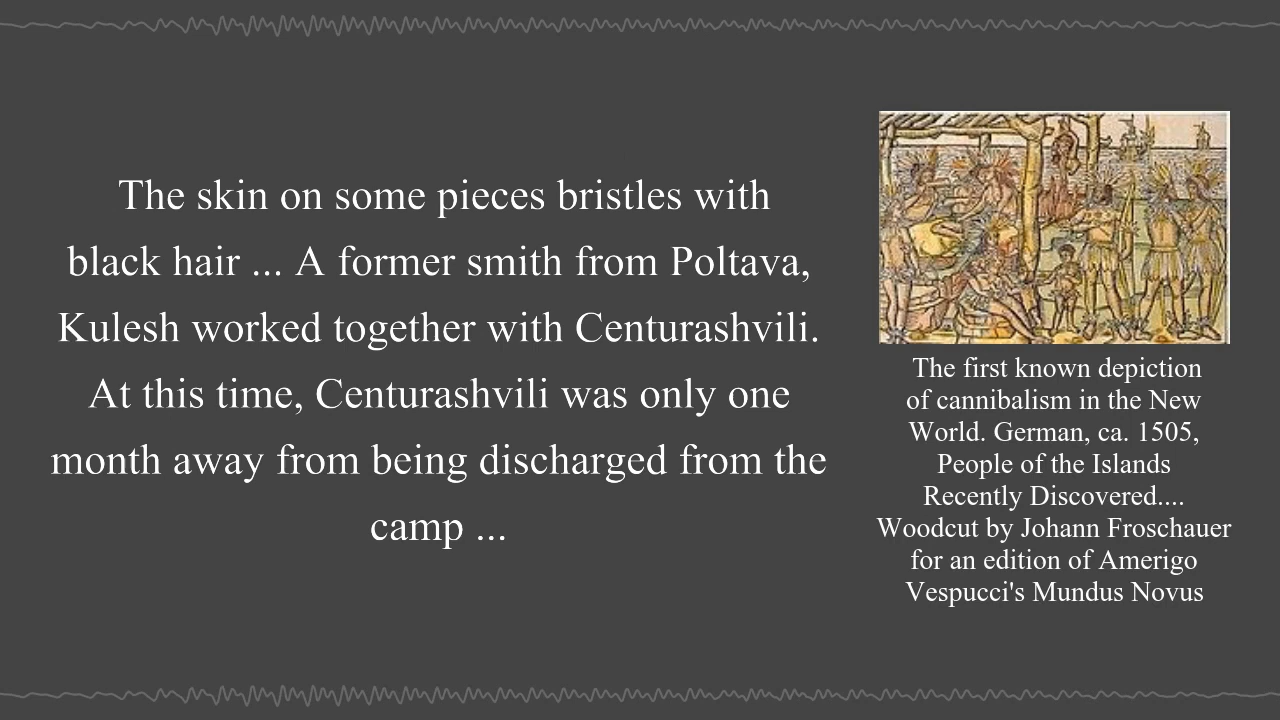 The skin on some pieces bristles with
black hair ... A former smith from Poltava,
Kulesh worked together with Centurashvili.
At this time, Centurashvili was only one
month away from being discharged from the
camp ...
The first known depiction
of cannibalism in the New
World. German, ca. 1505,
People of the Islands
Recently Discovered....
Woodcut by Johann Froschauer
for an edition of Amerigo
Vespucci's Mundus Novus